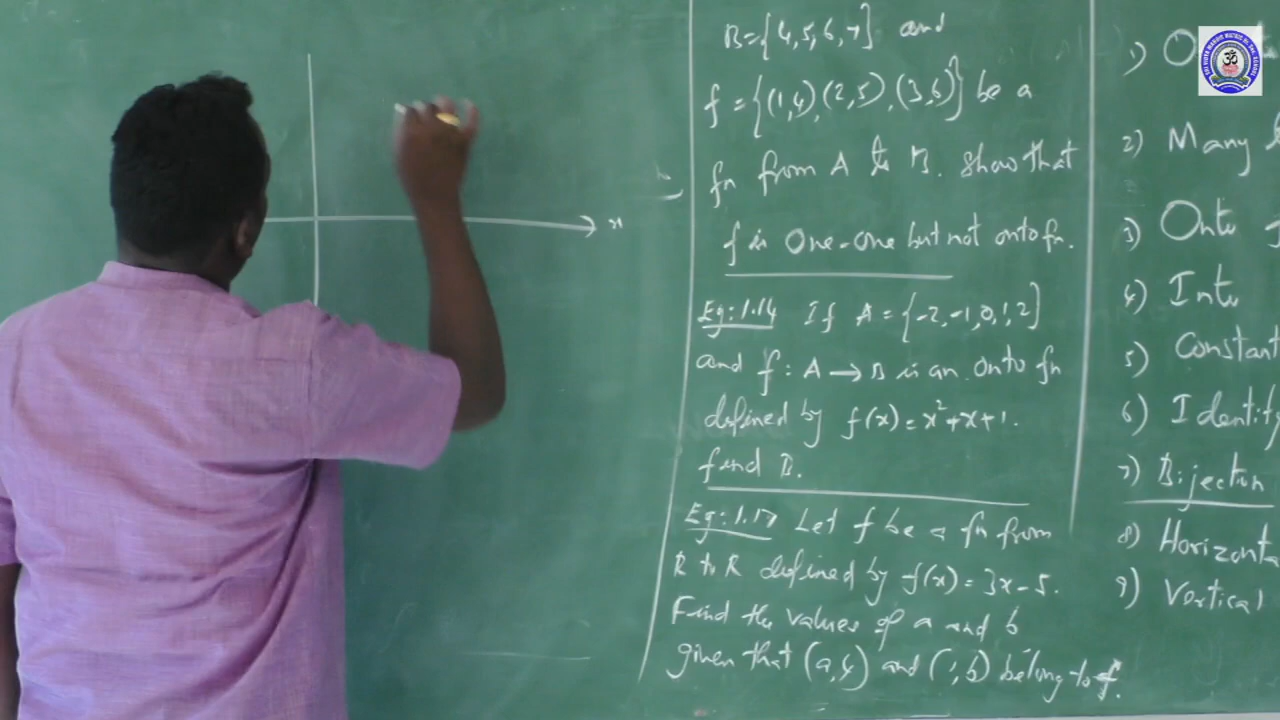 B={4,5,6,7} and
f = {(1,4),(2,5),(3,6)} be a
fn from A to B. Show that
f is One-One but not onto fn.
Eg:1.14 If A = {-2,-1,0,1,2}
and f : A → B is an onto fn
defined by f(x) = x²+x+1.
find B.
Eg:1.17 Let f be a fn from
R to R defined by f(x) = 3x-5.
Find the values of a and b
given that (a,4) and (1,b) belong to f.
x
1) O
2) Many
3) Onto
4) Into
5) Constant
6) Identity
7) Bijection
8) Horizonta
9) Vertical